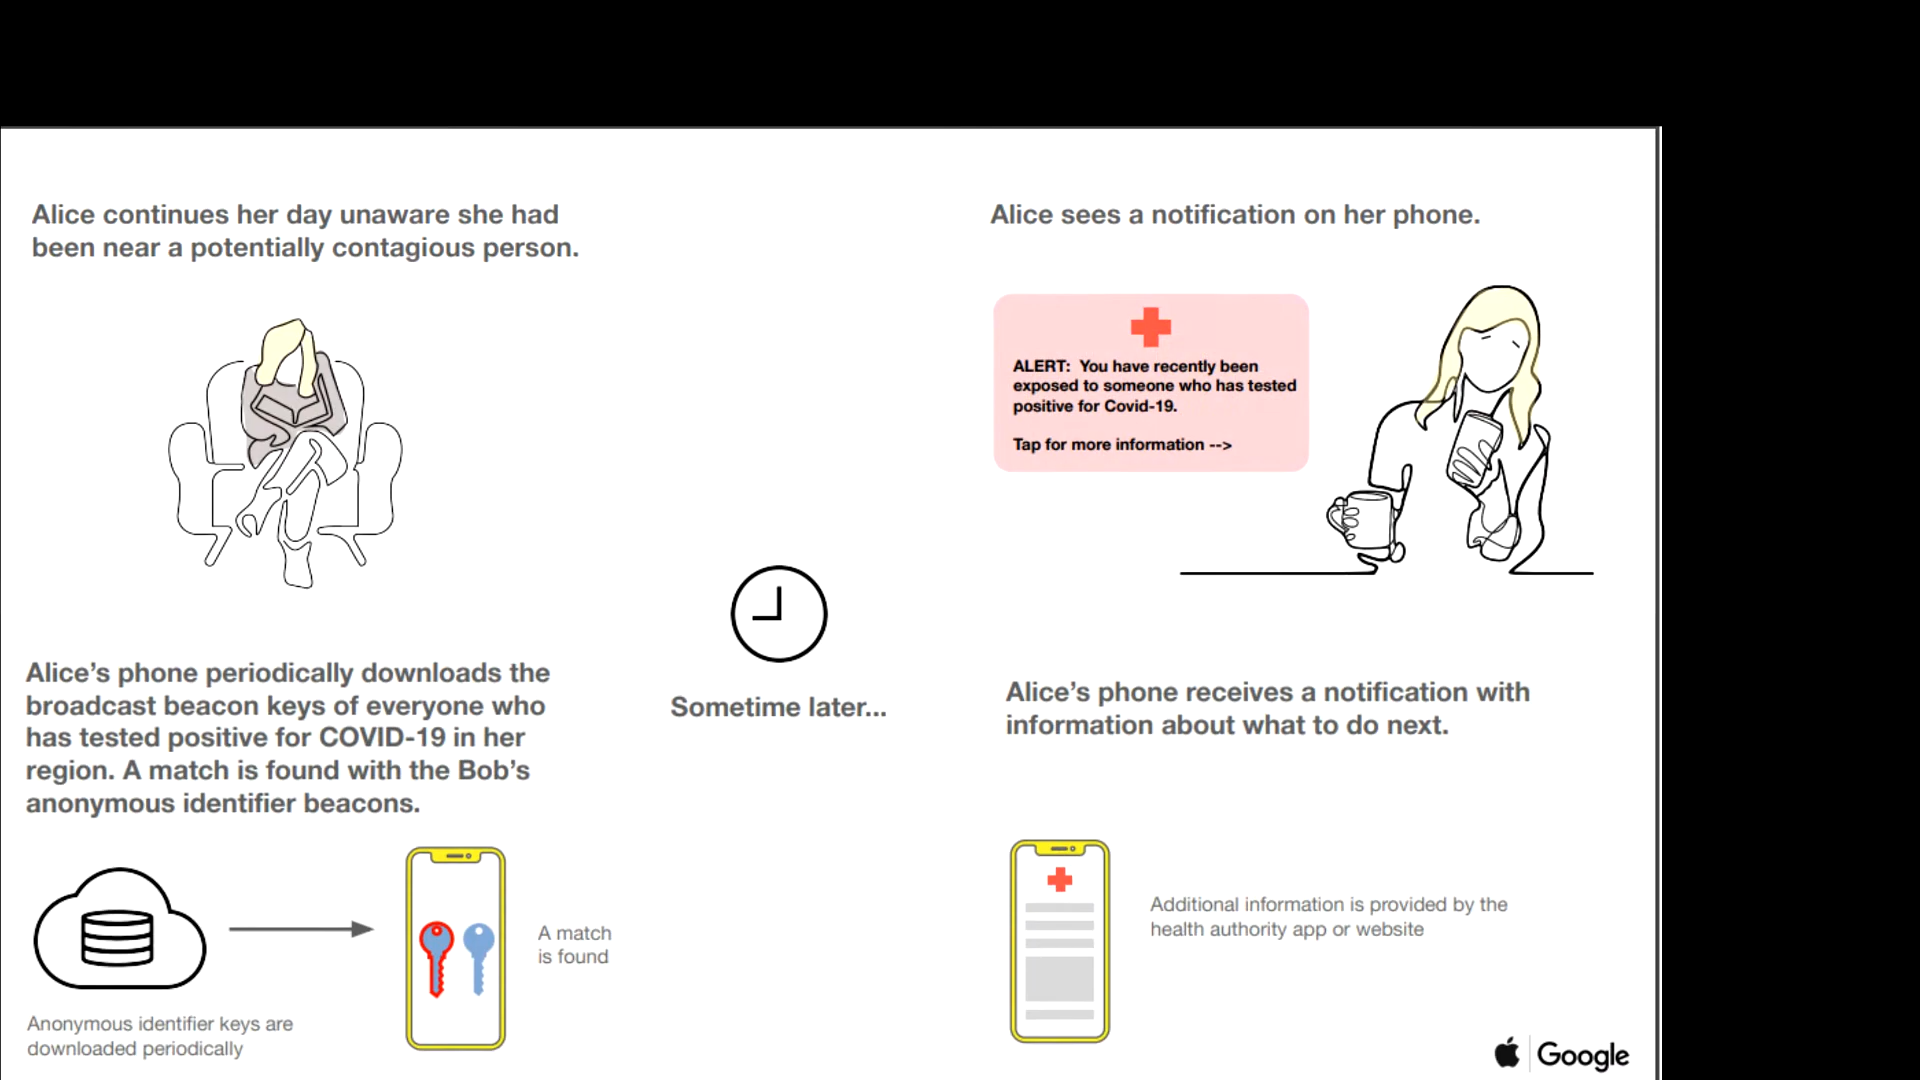 Alice continues her day unaware she had
been near a potentially contagious person.
Alice’s phone periodically downloads the
broadcast beacon keys of everyone who
has tested positive for COVID-19 in her
region. A match is found with the Bob’s
anonymous identifier beacons.
A match
is found
Anonymous identifier keys are
downloaded periodically
Sometime later...
Alice sees a notification on her phone.
ALERT: You have recently been
exposed to someone who has tested
positive for Covid-19.
Tap for more information -->
Alice’s phone receives a notification with
information about what to do next.
Additional information is provided by the
health authority app or website
Google